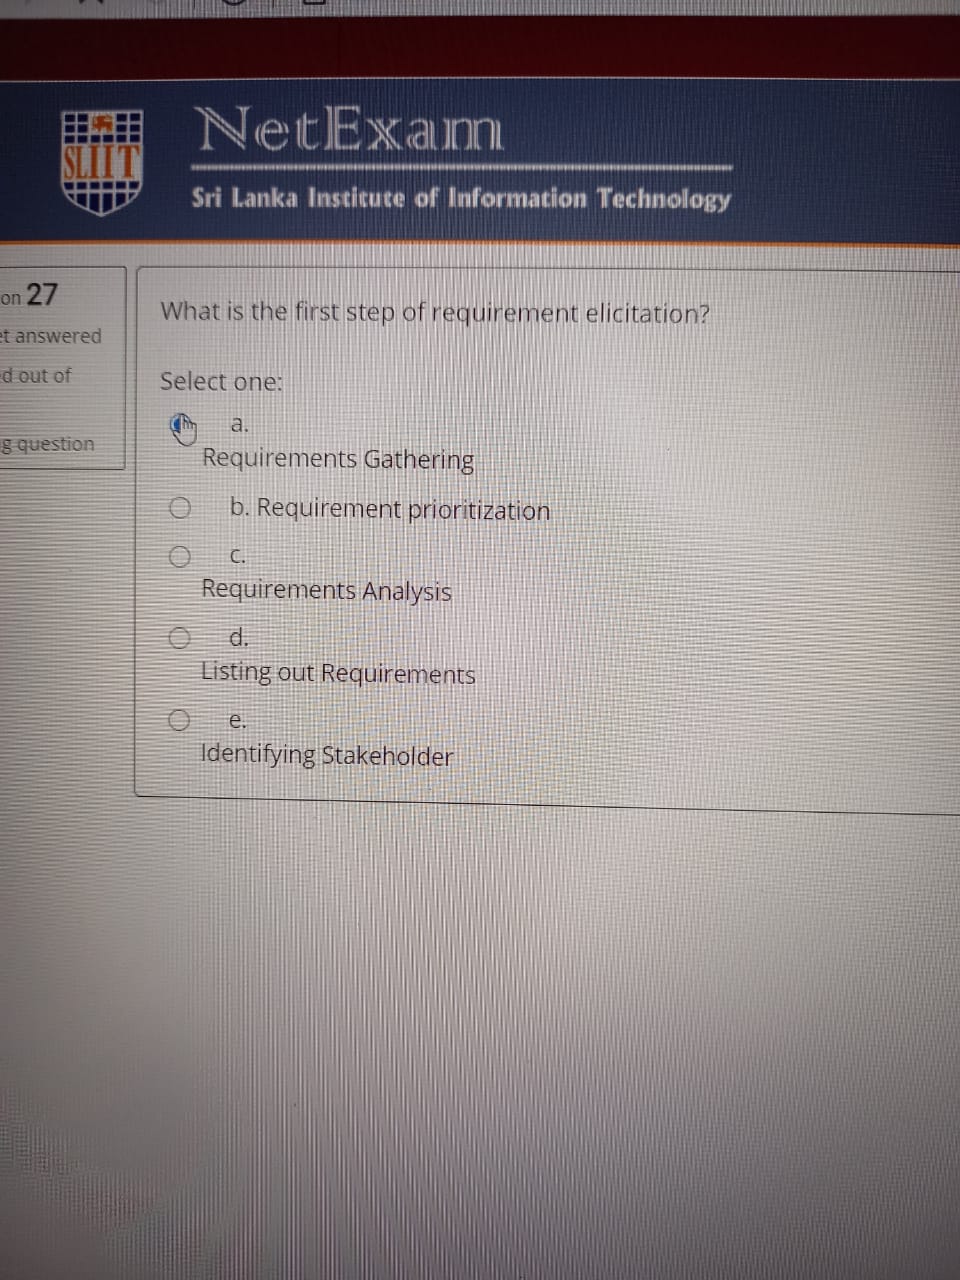 SLIIT
NetExam
Sri Lanka Institute of Information Technology
on 27
answered
out of
question
What is the first step of requirement elicitation?
Select one:
a.
Requirements Gathering
b. Requirement prioritization
c.
Requirements Analysis
d.
Listing out Requirements
e.
Identifying Stakeholder